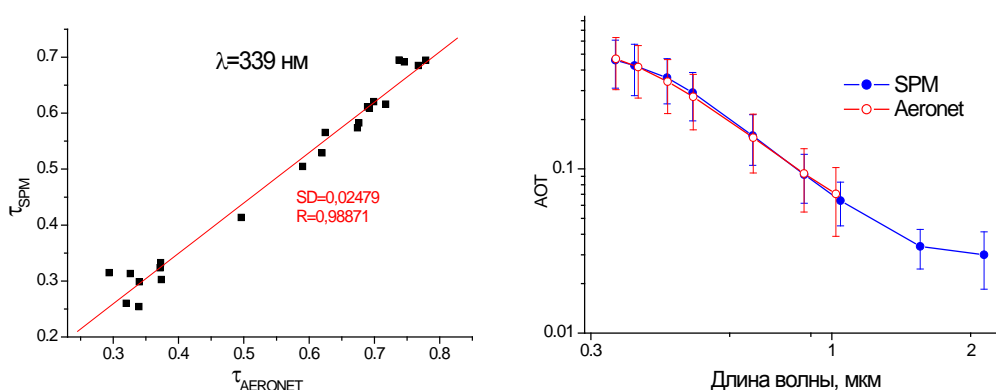 λ=339 нм
τSPM
0.7
0.6
0.5
0.4
0.3
0.2
SD=0,02479
R=0,98871
0.3 0.4 0.5 0.6 0.7 0.8
τAERONET
AOT
0.1
0.01
SPM
Aeronet
0.3 1 2
Длина волны, мкм